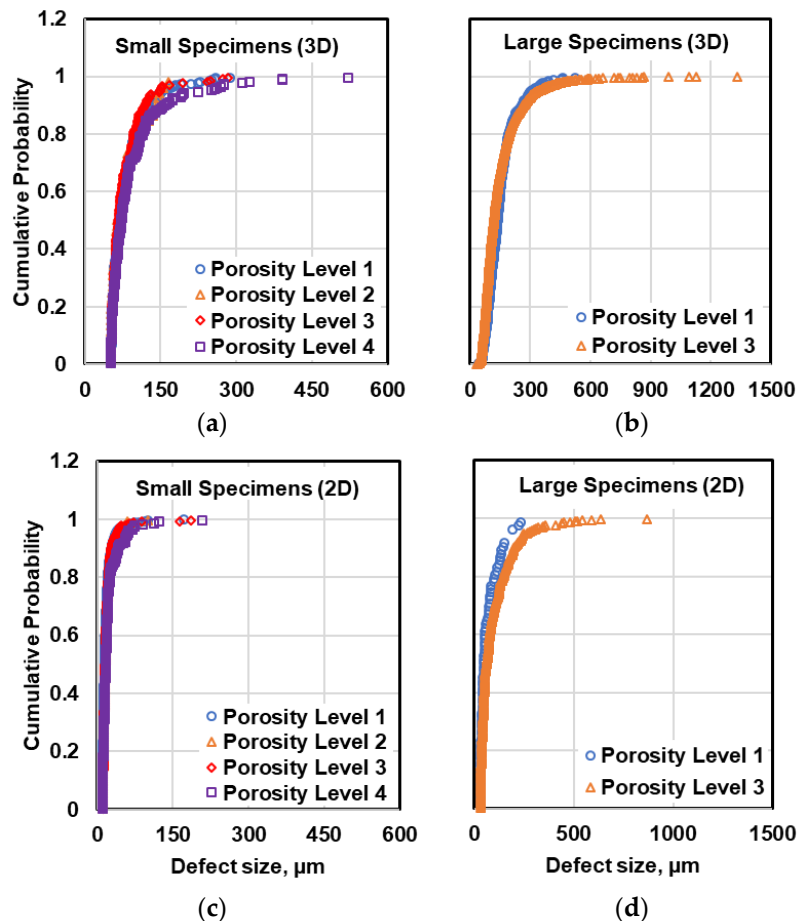 1.2
Small Specimens (3D)
1
0.8
0.6
0.4
0.2
0
Cumulative Probability
Porosity Level 1
Porosity Level 2
Porosity Level 3
Porosity Level 4
0 150 300 450 600
(a)
Large Specimens (3D)
Porosity Level 1
Porosity Level 3
0 300 600 900 1200 1500
(b)
1.2
Small Specimens (2D)
1
0.8
0.6
0.4
0.2
0
Cumulative Probability
Porosity Level 1
Porosity Level 2
Porosity Level 3
Porosity Level 4
0 150 300 450 600
Defect size, µm
(c)
Large Specimens (2D)
Porosity Level 1
Porosity Level 3
0 500 1000 1500
Defect size, µm
(d)